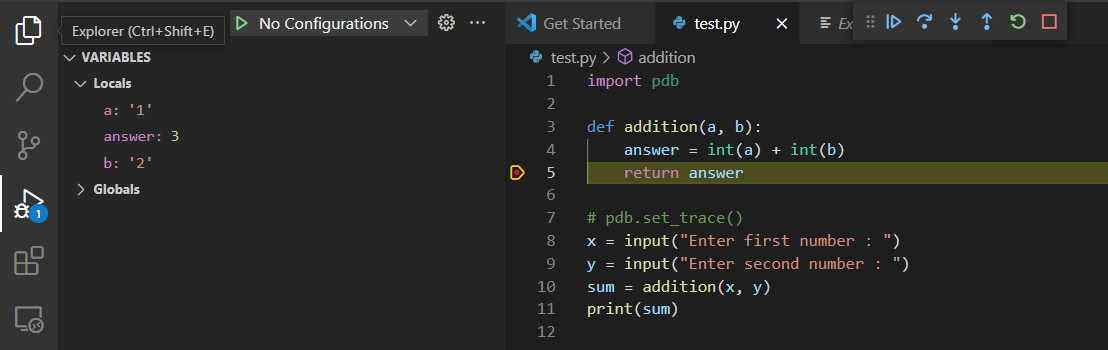 No Configurations
Explorer (Ctrl+Shift+E)
VARIABLES
Locals
a: '1'
answer: 3
b: '2'
Globals
1
Get Started
test.py
Ex
test.py > addition
1 import pdb
2
3 def addition(a, b):
4     answer = int(a) + int(b)
5     return answer
6
7 # pdb.set_trace()
8 x = input("Enter first number : ")
9 y = input("Enter second number : ")
10 sum = addition(x, y)
11 print(sum)
12